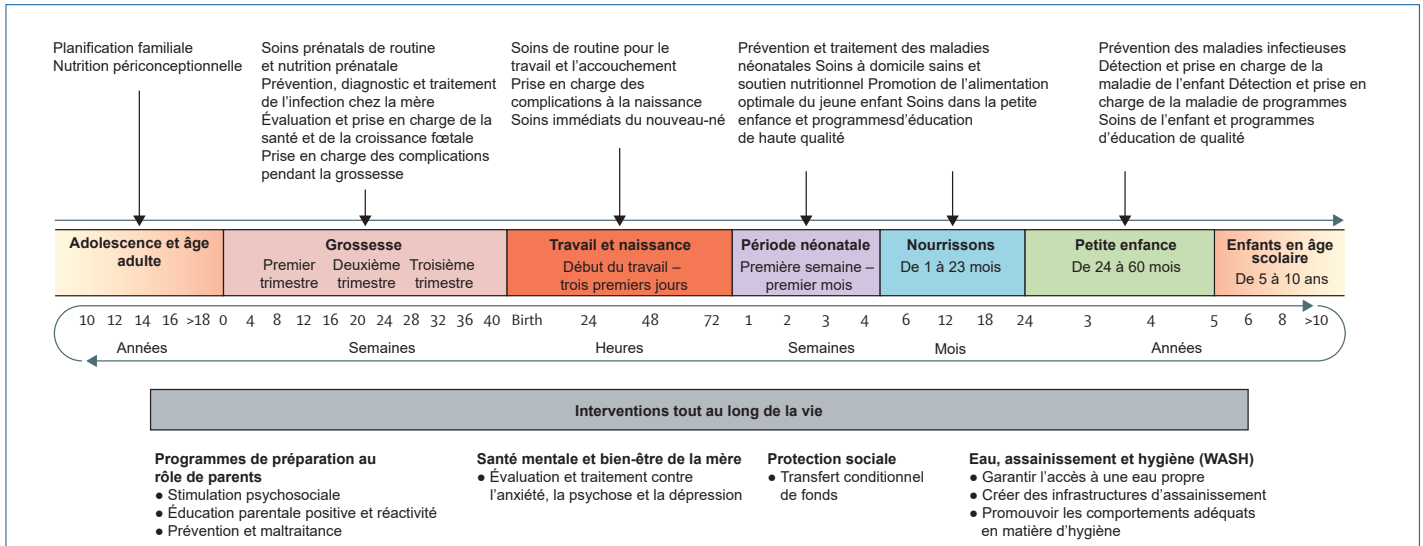 Planification familiale
Nutrition périconceptionnelle
Soins prénatals de routine
et nutrition prénatale
Prévention, diagnostic et traitement
de l'infection chez la mère
Évaluation et prise en charge de la
santé et de la croissance fœtale
Prise en charge des complications
pendant la grossesse
Soins de routine pour le
travail et l'accouchement
Prise en charge des
complications à la naissance
Soins immédiats du nouveau-né
Prévention et traitement des maladies
néonatales Soins à domicile sains et
soutien nutritionnel Promotion de l'alimentation
optimale du jeune enfant Soins dans la petite
enfance et programmesd'éducation
de haute qualité
Prévention des maladies infectieuses
Détection et prise en charge de la
maladie de l'enfant Détection et prise en
charge de la maladie de programmes
Soins de l'enfant et programmes
d'éducation de qualité
Adolescence et âge
adulte
Grossesse
Premier
trimestre
Deuxième
trimestre
Troisième
trimestre
Travail et naissance
Début du travail –
trois premiers jours
Période néonatale
Première semaine –
premier mois
Nourrissons
De 1 à 23 mois
Petite enfance
De 24 à 60 mois
Enfants en âge
scolaire
De 5 à 10 ans
10 12 14 16 >18 0 4 8 12 16 20 24 28 32 36 40 Birth 24 48 72 1 2 3 4 6 12 18 24 3 4 5 6 8 >10
Années Semaines Heures Semaines Mois Années
Interventions tout au long de la vie
Programmes de préparation au
rôle de parents
● Stimulation psychosociale
● Éducation parentale positive et réactivité
● Prévention et maltraitance
Santé mentale et bien-être de la mère
● Évaluation et traitement contre
l'anxiété, la psychose et la dépression
Protection sociale
● Transfert conditionnel
de fonds
Eau, assainissement et hygiène (WASH)
● Garantir l'accès à une eau propre
● Créer des infrastructures d'assainissement
● Promouvoir les comportements adéquats
en matière d'hygiène